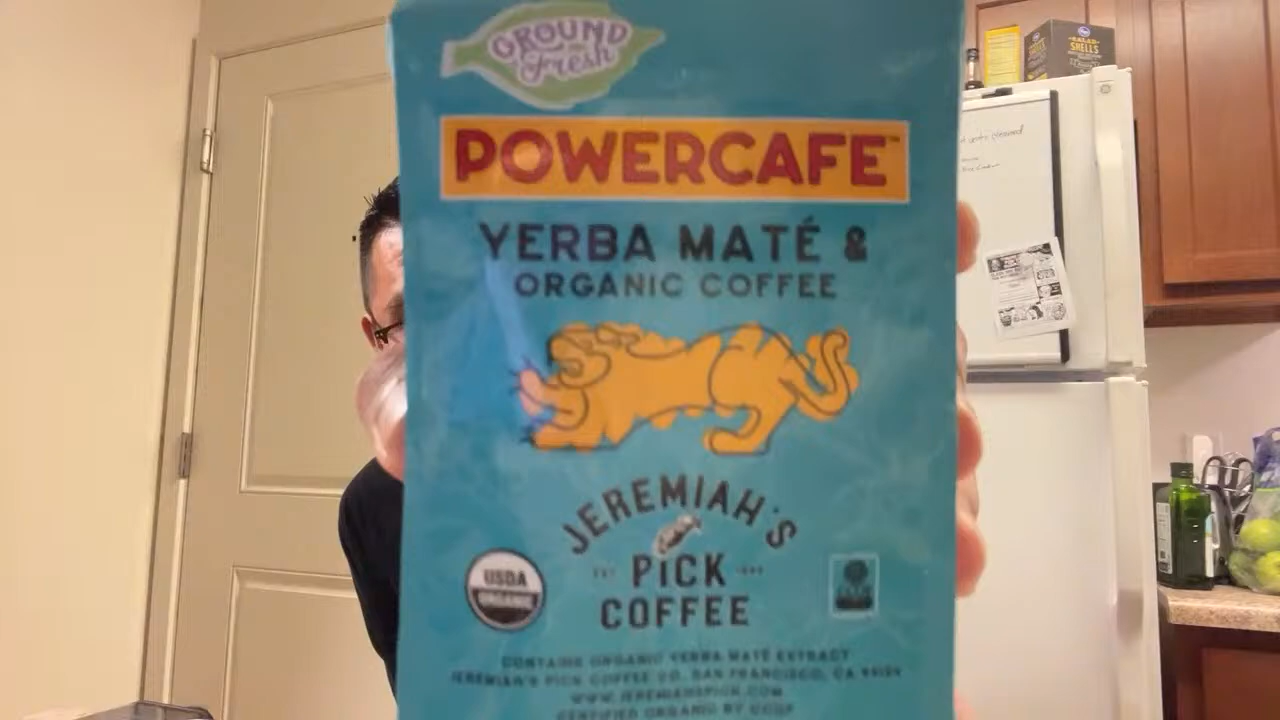 GROUND
Fresh
POWERCAFE™
YERBA MATÉ &
ORGANIC COFFEE
JEREMIAH'S
PICK
COFFEE
USDA
ORGANIC
CONTAINS ORGANIC YERBA MATÉ EXTRACT
JEREMIAH'S PICK COFFEE CO. SAN FRANCISCO, CA
WWW.JEREMIAHSPICK.COM
CERTIFIED ORGANIC BY CCOF
SHELLS